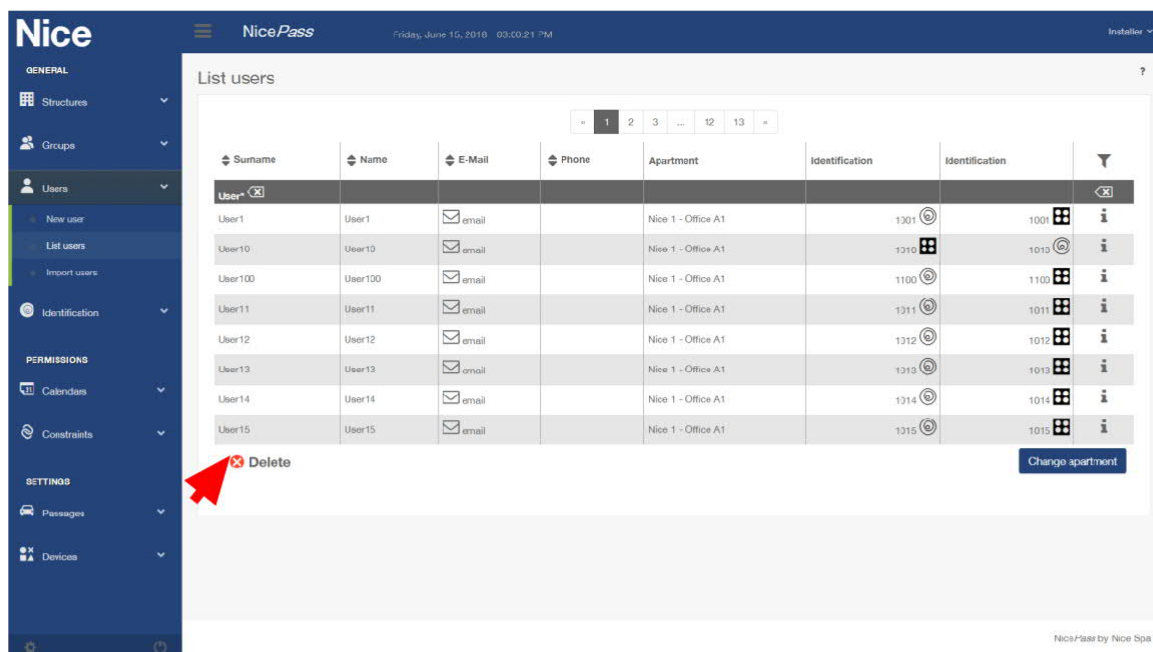 Nice
NicePass
Friday, June 15, 2018 03:00:21 PM
Installer
GENERAL
Structures
Groups
Users
New user
List users
Import users
Identification
PERMISSIONS
Calendars
Constraints
SETTINGS
Passages
Devices
List users
?
« 1 2 3 ... 12 13 »
Surname Name E-Mail Phone Apartment Identification Identification
User*
User1 User1 email Nice 1 - Office A1 1001 1001
User10 User10 email Nice 1 - Office A1 1010 1010
User100 User100 email Nice 1 - Office A1 1100 1100
User11 User11 email Nice 1 - Office A1 1011 1011
User12 User12 email Nice 1 - Office A1 1012 1012
User13 User13 email Nice 1 - Office A1 1013 1013
User14 User14 email Nice 1 - Office A1 1014 1014
User15 User15 email Nice 1 - Office A1 1015 1015
Delete
Change apartment
NicePass by Nice Spa